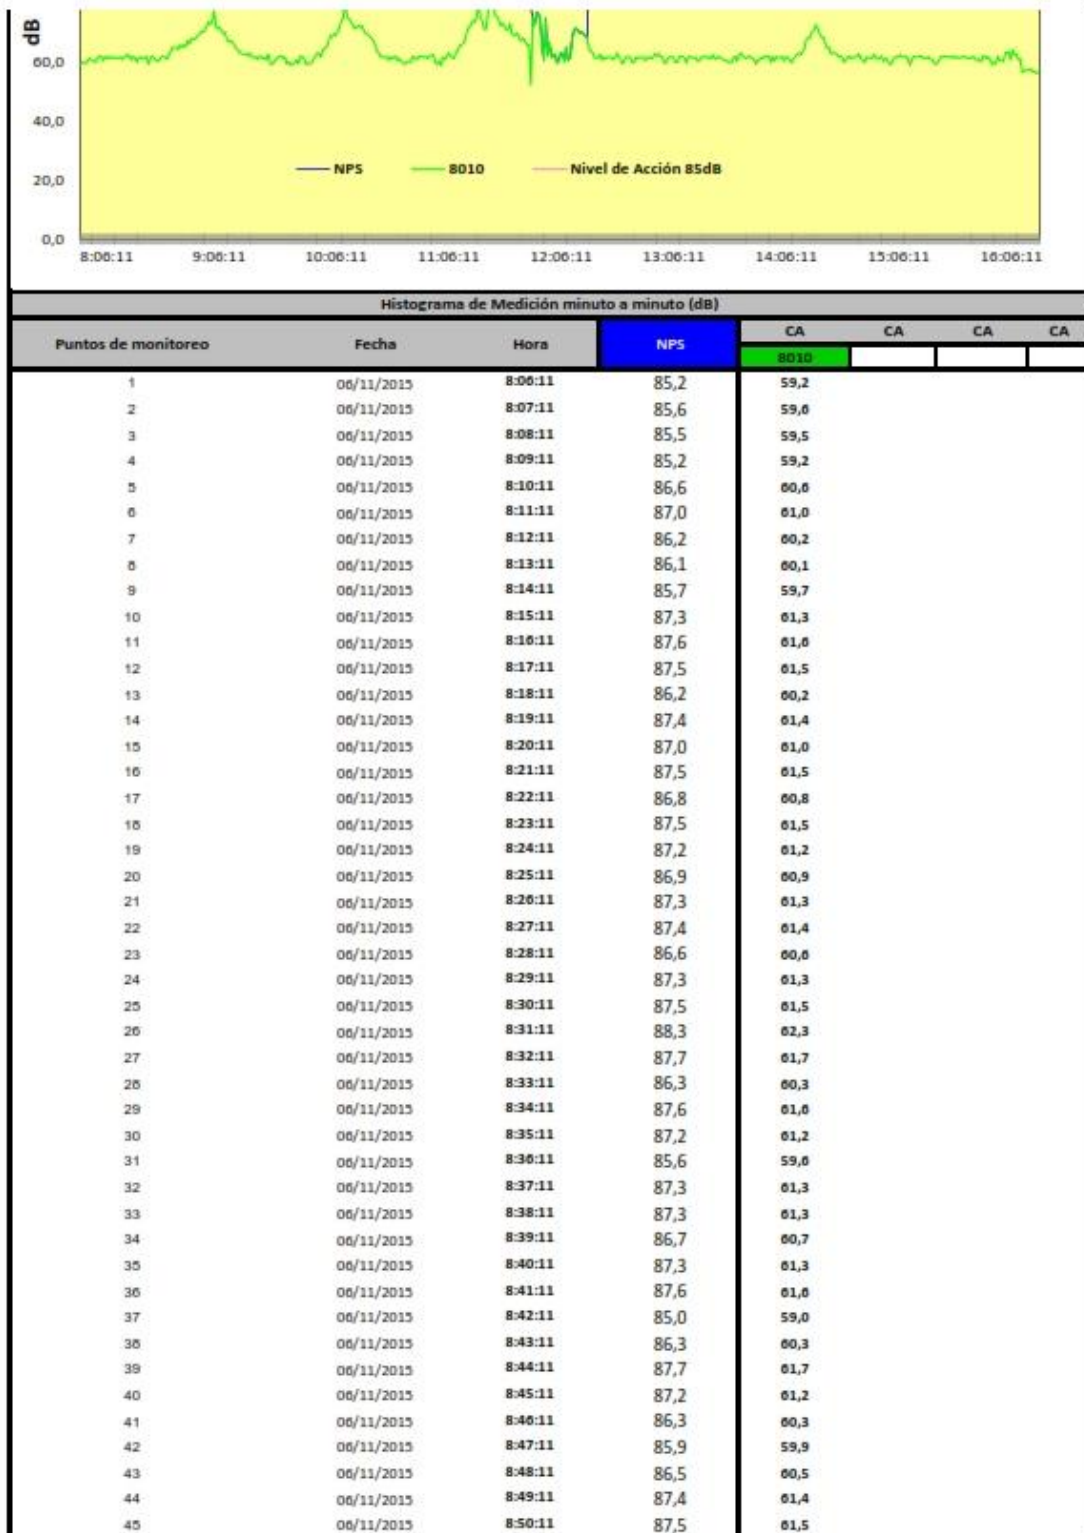 dB
60,0
40,0
20,0
0,0
NPS 8010 Nivel de Acción 85dB
8:06:11 9:06:11 10:06:11 11:06:11 12:06:11 13:06:11 14:06:11 15:06:11 16:06:11
Histograma de Medición minuto a minuto (dB)
Puntos de monitoreo Fecha Hora NPS CA CA CA CA
8010
1 06/11/2015 8:06:11 85,2 59,2
2 06/11/2015 8:07:11 85,6 59,6
3 06/11/2015 8:08:11 85,5 59,5
4 06/11/2015 8:09:11 85,2 59,2
5 06/11/2015 8:10:11 86,6 60,6
6 06/11/2015 8:11:11 87,0 61,0
7 06/11/2015 8:12:11 86,2 60,2
8 06/11/2015 8:13:11 86,1 60,1
9 06/11/2015 8:14:11 85,7 59,7
10 06/11/2015 8:15:11 87,3 61,3
11 06/11/2015 8:16:11 87,6 61,6
12 06/11/2015 8:17:11 87,5 61,5
13 06/11/2015 8:18:11 86,2 60,2
14 06/11/2015 8:19:11 87,4 61,4
15 06/11/2015 8:20:11 87,0 61,0
16 06/11/2015 8:21:11 87,5 61,5
17 06/11/2015 8:22:11 86,8 60,8
18 06/11/2015 8:23:11 87,5 61,5
19 06/11/2015 8:24:11 87,2 61,2
20 06/11/2015 8:25:11 86,9 60,9
21 06/11/2015 8:26:11 87,3 61,3
22 06/11/2015 8:27:11 87,4 61,4
23 06/11/2015 8:28:11 86,6 60,6
24 06/11/2015 8:29:11 87,3 61,3
25 06/11/2015 8:30:11 87,5 61,5
26 06/11/2015 8:31:11 88,3 62,3
27 06/11/2015 8:32:11 87,7 61,7
28 06/11/2015 8:33:11 86,3 60,3
29 06/11/2015 8:34:11 87,6 61,6
30 06/11/2015 8:35:11 87,2 61,2
31 06/11/2015 8:36:11 85,6 59,6
32 06/11/2015 8:37:11 87,3 61,3
33 06/11/2015 8:38:11 87,3 61,3
34 06/11/2015 8:39:11 86,7 60,7
35 06/11/2015 8:40:11 87,3 61,3
36 06/11/2015 8:41:11 87,6 61,6
37 06/11/2015 8:42:11 85,0 59,0
38 06/11/2015 8:43:11 86,3 60,3
39 06/11/2015 8:44:11 87,7 61,7
40 06/11/2015 8:45:11 87,2 61,2
41 06/11/2015 8:46:11 86,3 60,3
42 06/11/2015 8:47:11 85,9 59,9
43 06/11/2015 8:48:11 86,5 60,5
44 06/11/2015 8:49:11 87,4 61,4
45 06/11/2015 8:50:11 87,5 61,5